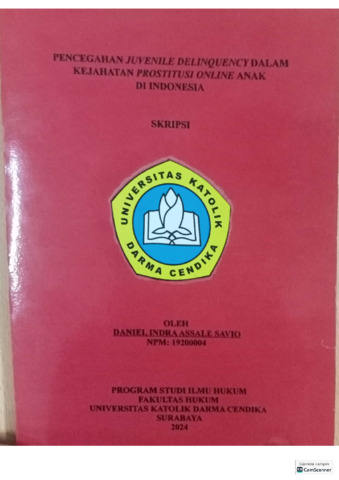 PENCEGAHAN JUVENILE DELINQUENCY DALAM
KEJAHATAN PROSTITUSI ONLINE ANAK
DI INDONESIA
SKRIPSI
UNIVERSITAS KATOLIK
DARMA CENDIKA
OLEH
DANIEL INDRA ASSALE SAVIO
NPM: 19200004
PROGRAM STUDI ILMU HUKUM
FAKULTAS HUKUM
UNIVERSITAS KATOLIK DARMA CENDIKA
SURABAYA
2024
CamScanner